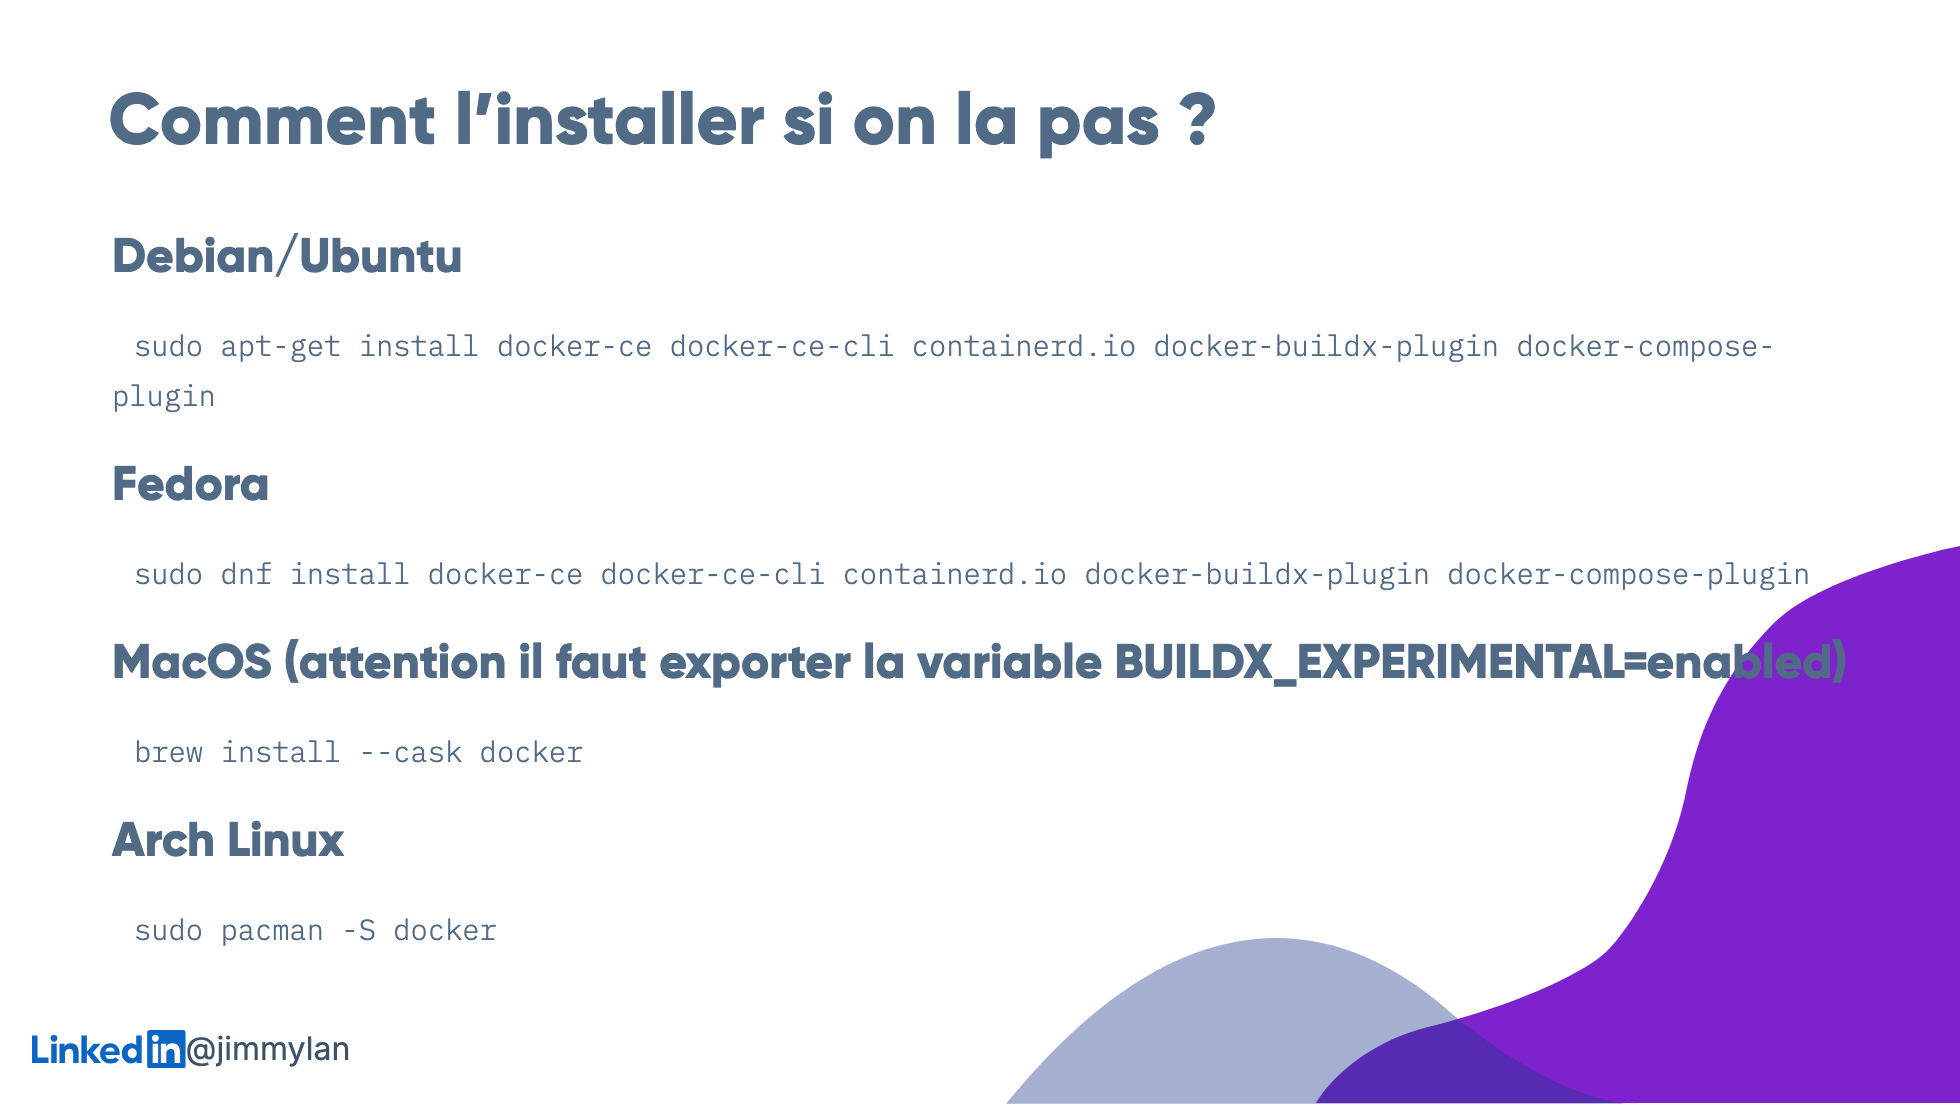 Comment l’installer si on la pas ?
Debian/Ubuntu
sudo apt-get install docker-ce docker-ce-cli containerd.io docker-buildx-plugin docker-compose-
plugin
Fedora
sudo dnf install docker-ce docker-ce-cli containerd.io docker-buildx-plugin docker-compose-plugin
MacOS (attention il faut exporter la variable BUILDX_EXPERIMENTAL=enabled)
brew install --cask docker
Arch Linux
sudo pacman -S docker
Linkedin@jimmylan